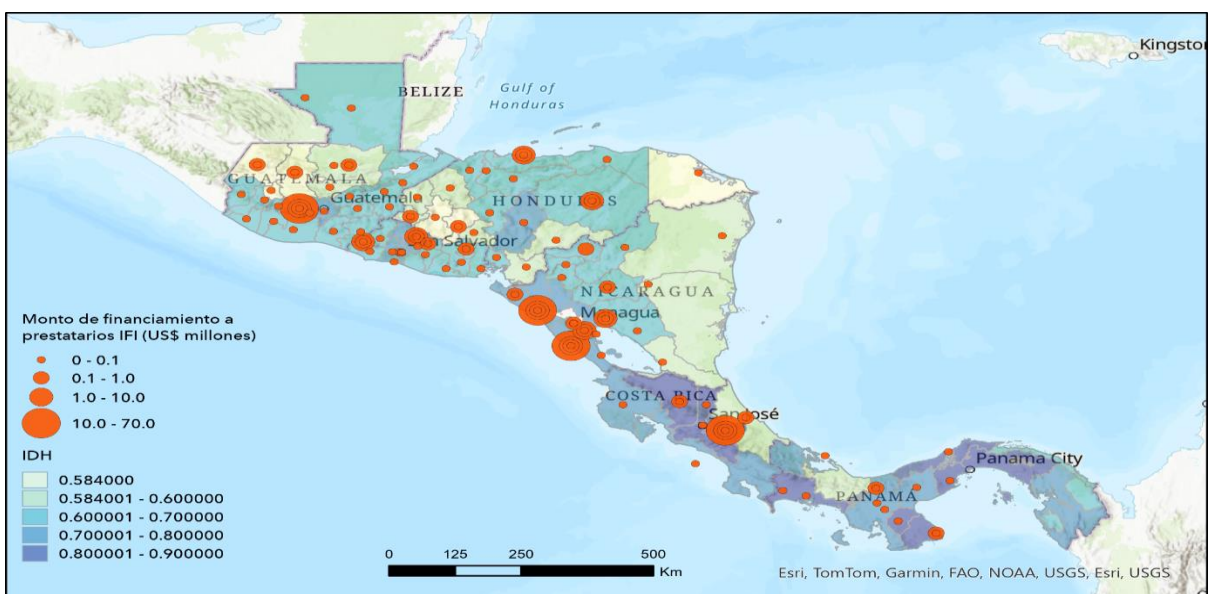 Kingston
Gulf of
Honduras
BELIZE
GUATEMALA
Guatemala
HONDURAS
San Salvador
NICARAGUA
Managua
COSTA RICA
San José
Panama City
PANAMA
Monto de financiamiento a
prestatarios IFI (US$ millones)
0 - 0.1
0.1 - 1.0
1.0 - 10.0
10.0 - 70.0
IDH
0.584000
0.584001 - 0.600000
0.600001 - 0.700000
0.700001 - 0.800000
0.800001 - 0.900000
0 125 250 500
Km
Esri, TomTom, Garmin, FAO, NOAA, USGS, Esri, USGS